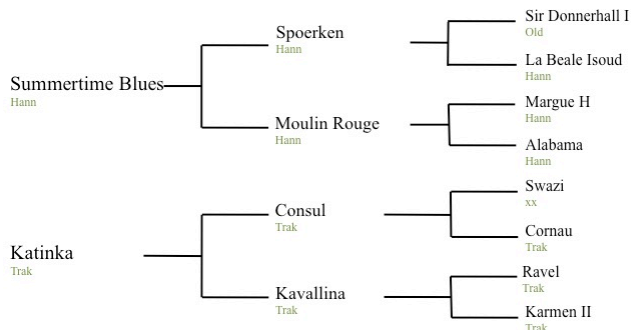 Sir Donnerhall I
Old
Spoerken
Hann
La Beale Isoud
Hann
Summertime Blues
Hann
Margue H
Hann
Moulin Rouge
Hann
Alabama
Hann
Swazi
xx
Consul
Trak
Cornau
Trak
Katinka
Trak
Ravel
Trak
Kavallina
Trak
Karmen II
Trak